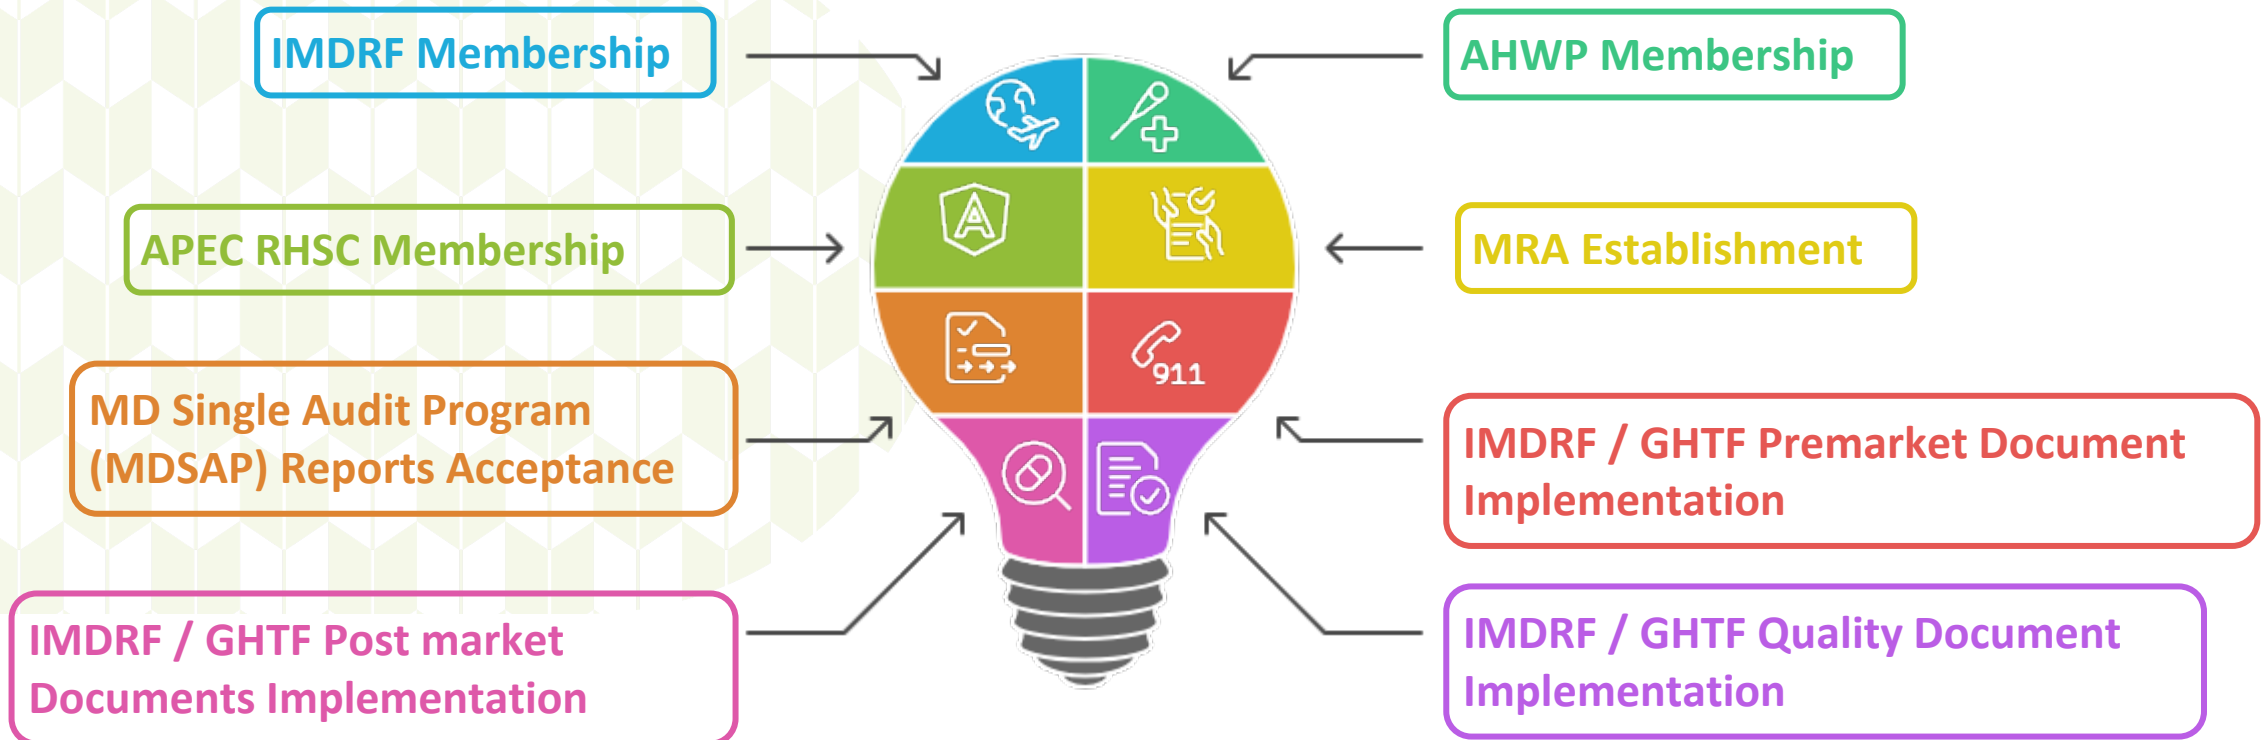 IMDRF Membership
AHWP Membership
APEC RHSC Membership
MRA Establishment
MD Single Audit Program
(MDSAP) Reports Acceptance
911
IMDRF / GHTF Premarket Document
Implementation
IMDRF / GHTF Post market
Documents Implementation
IMDRF / GHTF Quality Document
Implementation